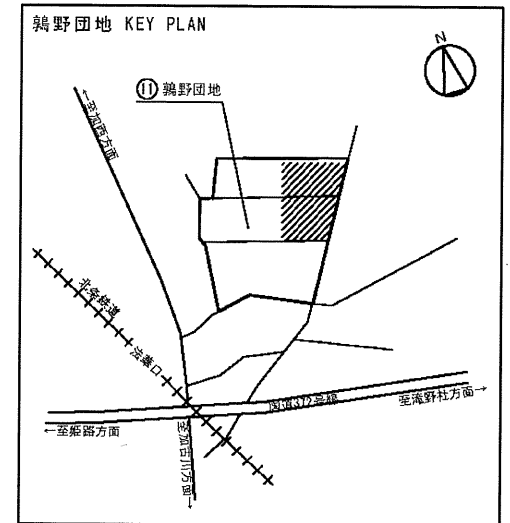 鶉野団地 KEY PLAN
N
⑪ 鶉野団地
←至加西方面
北条鉄道
法華口
国道372号線
至滝野社方面→
←至姫路方面
至加古川方面→